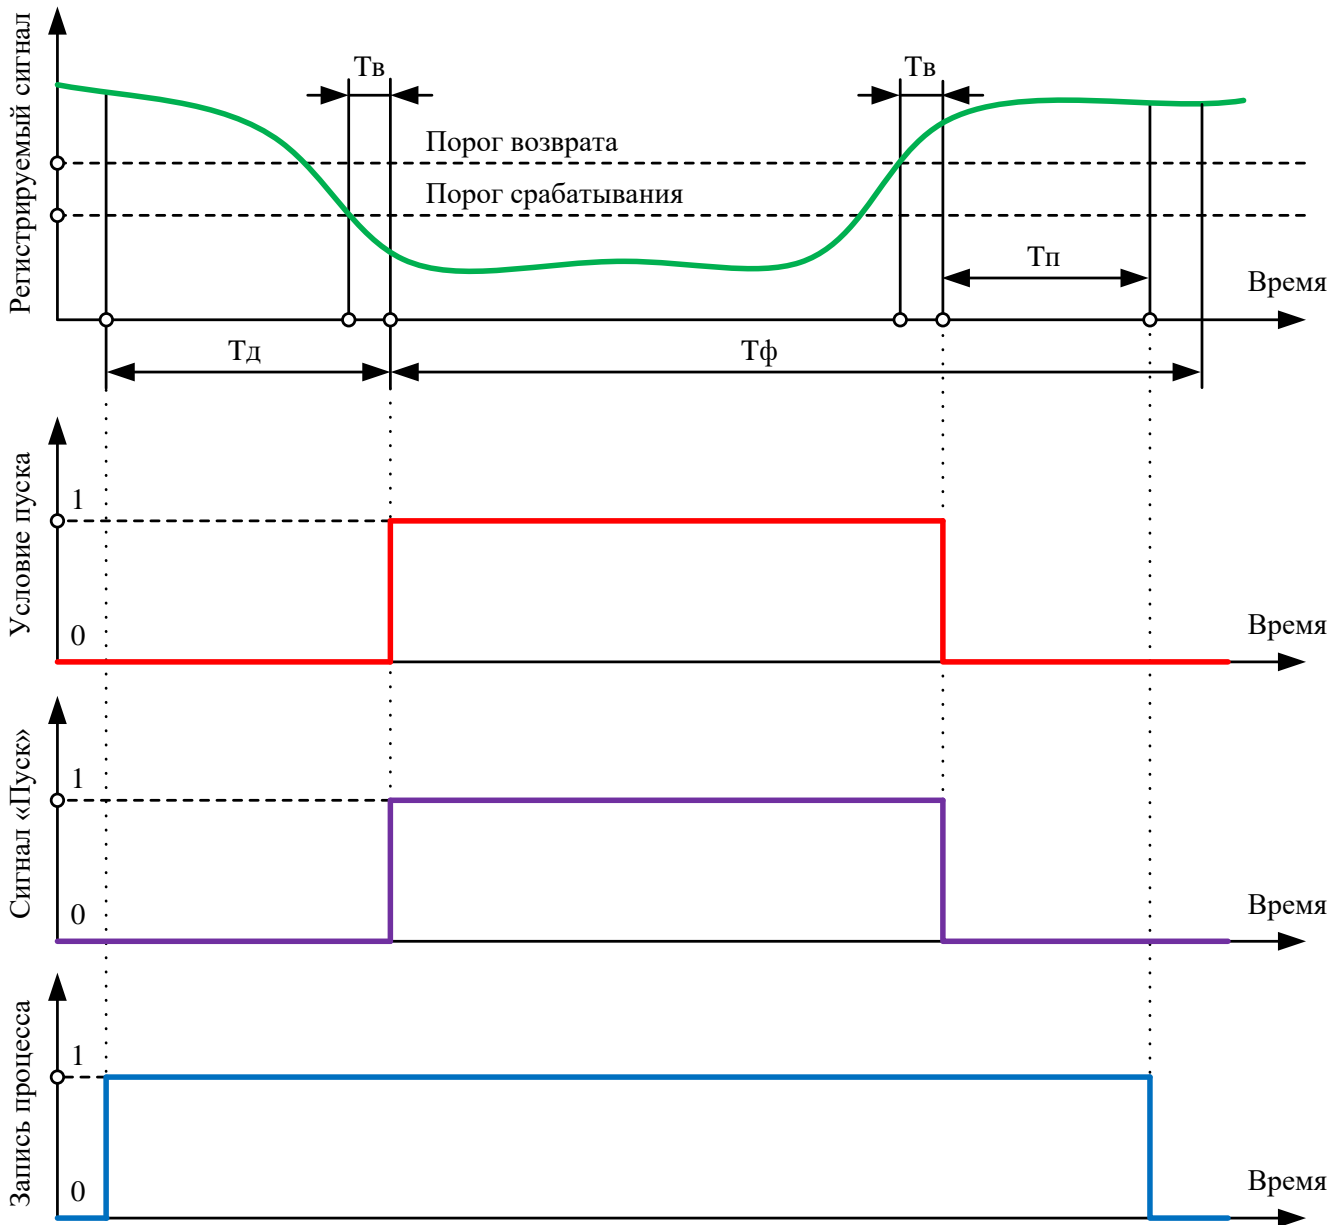 Регистрируемый сигнал
Тв
Тв
Порог возврата
Порог срабатывания
Тп
Время
Тд
Тф
Условие пуска
1
0
Время
Сигнал «Пуск»
1
0
Время
Запись процесса
1
0
Время